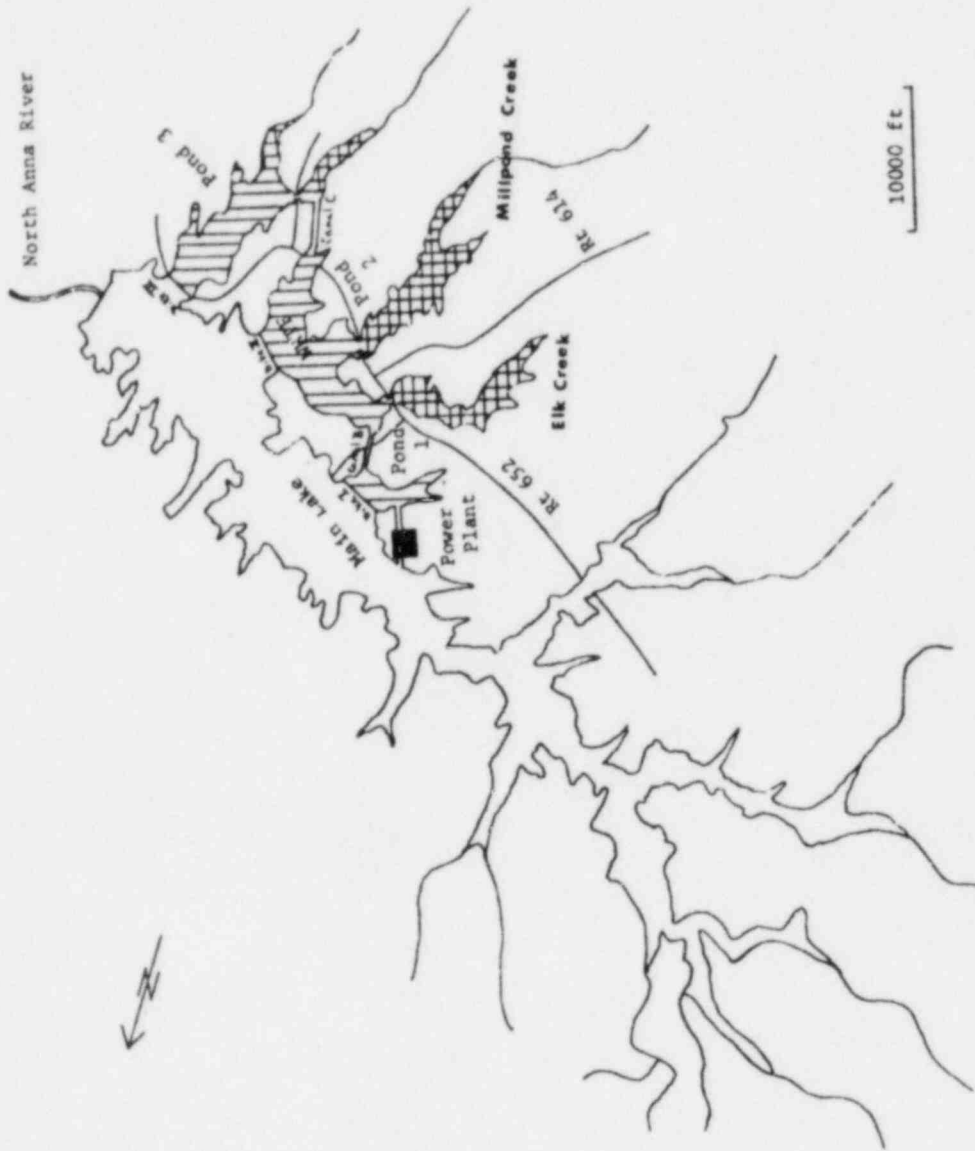 North Anna River
Pond 3
Canal C
Millpond Creek
Pond 2
Rt 614
10000 ft
Elk Creek
Pond 1
Rt 652
Main Lake
Power
Plant
N